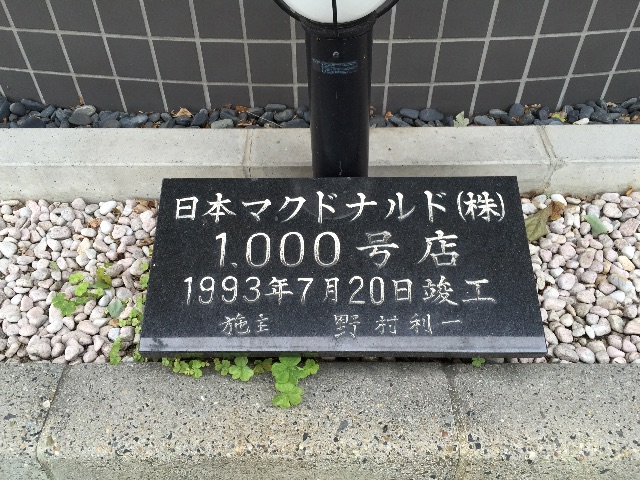 日本マクドナルド(株)
1.000号店
1993年7月20日竣工
施主 野村利一